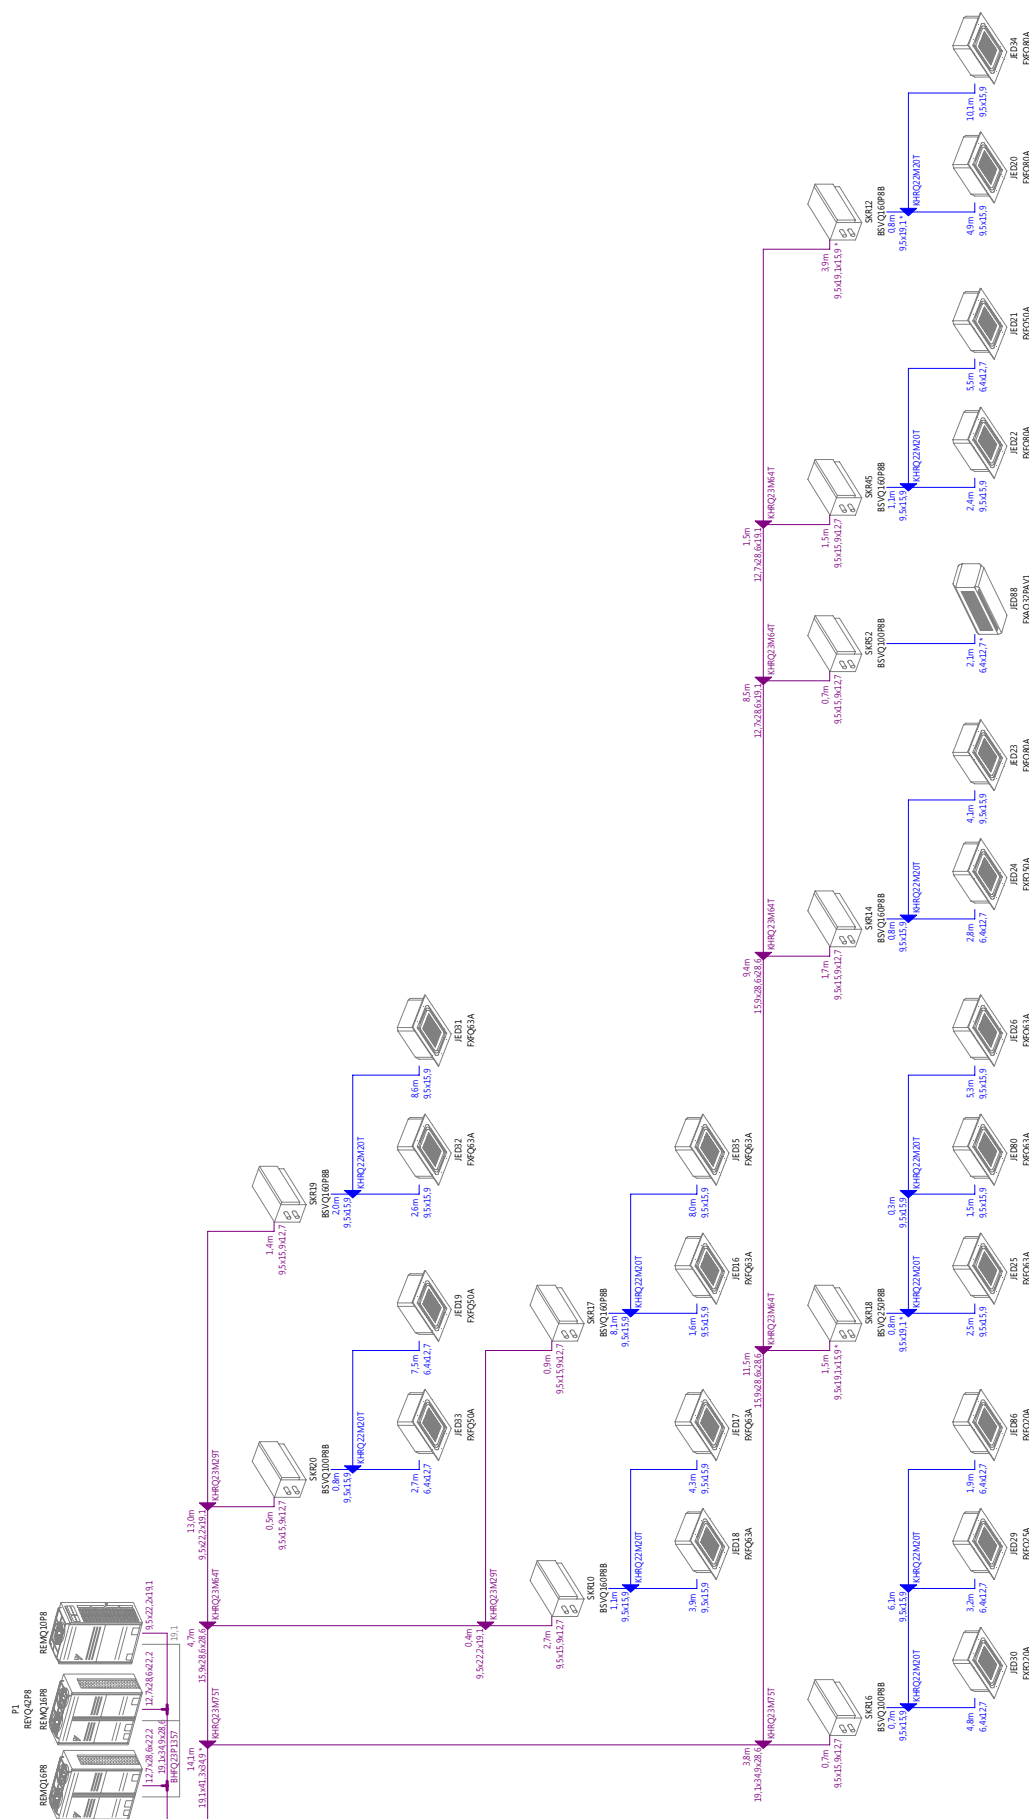 P1
REYQ42P8
REMQ10P8
REMQ16P8
REMQ16P8
9,5x22,2x19,1
19,1
12,7x28,6x22,2
12,7x28,6x22,2
19,1x34,9x28,6
BHFQ23P1357
14,1m
19,1x41,3x34,9 *
KHRQ23M75T
4,7m
15,9x28,6x28,6
KHRQ23M64T
13,0m
9,5x22,2x19,1
KHRQ23M29T
1,4m
9,5x15,9x12,7
SKR19
BSVQ160P8B
2,0m
9,5x15,9
KHRQ22M20T
8,6m
9,5x15,9
JED31
FXFQ63A
2,6m
9,5x15,9
JED32
FXFQ63A
0,5m
9,5x15,9x12,7
SKR20
BSVQ100P8B
0,8m
9,5x15,9
KHRQ22M20T
7,5m
6,4x12,7
JED19
FXFQ50A
2,7m
6,4x12,7
JED33
FXFQ50A
0,4m
9,5x22,2x19,1
KHRQ23M29T
0,9m
9,5x15,9x12,7
SKR17
BSVQ160P8B
8,1m
9,5x15,9
KHRQ22M20T
8,0m
9,5x15,9
JED35
FXFQ63A
1,6m
9,5x15,9
JED16
FXFQ63A
2,7m
9,5x15,9x12,7
SKR10
BSVQ160P8B
1,1m
9,5x15,9
KHRQ22M20T
4,3m
9,5x15,9
JED17
FXFQ63A
3,9m
9,5x15,9
JED18
FXFQ63A
3,8m
19,1x34,9x28,6
KHRQ23M75T
11,5m
15,9x28,6x28,6
KHRQ23M64T
9,4m
15,9x28,6x28,6
KHRQ23M64T
8,5m
12,7x28,6x19,1
KHRQ23M64T
1,5m
12,7x28,6x19,1
KHRQ23M64T
3,9m
9,5x19,1x15,9 *
SKR12
BSVQ160P8B
0,8m
9,5x19,1 *
KHRQ22M20T
10,1m
9,5x15,9
JED34
FXFQ80A
4,9m
9,5x15,9
JED20
FXFQ80A
1,5m
9,5x15,9x12,7
SKR45
BSVQ160P8B
1,1m
9,5x15,9
KHRQ22M20T
5,5m
6,4x12,7
JED21
FXFQ50A
2,4m
9,5x15,9
JED22
FXFQ80A
0,7m
9,5x15,9x12,7
SKR52
BSVQ100P8B
2,1m
6,4x12,7 *
JED88
FXAQ32PAV1
1,7m
9,5x15,9x12,7
SKR14
BSVQ160P8B
0,8m
9,5x15,9
KHRQ22M20T
4,1m
9,5x15,9
JED23
FXFQ80A
2,8m
6,4x12,7
JED24
FXFQ50A
1,5m
9,5x19,1x15,9 *
SKR18
BSVQ250P8B
0,8m
9,5x19,1 *
KHRQ22M20T
0,3m
9,5x15,9
KHRQ22M20T
5,3m
9,5x15,9
JED26
FXFQ63A
1,5m
9,5x15,9
JED80
FXFQ63A
2,5m
9,5x15,9
JED25
FXFQ63A
0,7m
9,5x15,9x12,7
SKR16
BSVQ100P8B
0,7m
9,5x15,9
KHRQ22M20T
6,1m
9,5x15,9
KHRQ22M20T
1,9m
6,4x12,7
JED86
FXFQ20A
3,2m
6,4x12,7
JED29
FXFQ25A
4,8m
6,4x12,7
JED30
FXFQ20A